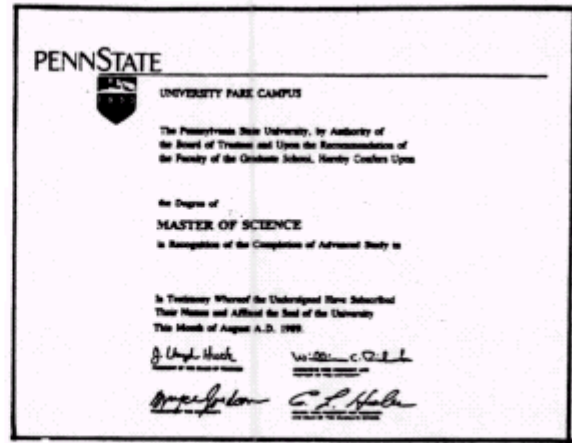 PENNSTATE
UNIVERSITY PARK CAMPUS
The Pennsylvania State University, by Authority of
the Board of Trustees and Upon the Recommendation of
the Faculty of the Graduate School, Hereby Confers Upon
the Degree of
MASTER OF SCIENCE
in Recognition of the Completion of Advanced Study in
In Testimony Whereof the Undersigned Have Subscribed
Their Names and Affixed the Seal of the University
This Month of August A.D. 1989.
J. Lloyd Huck